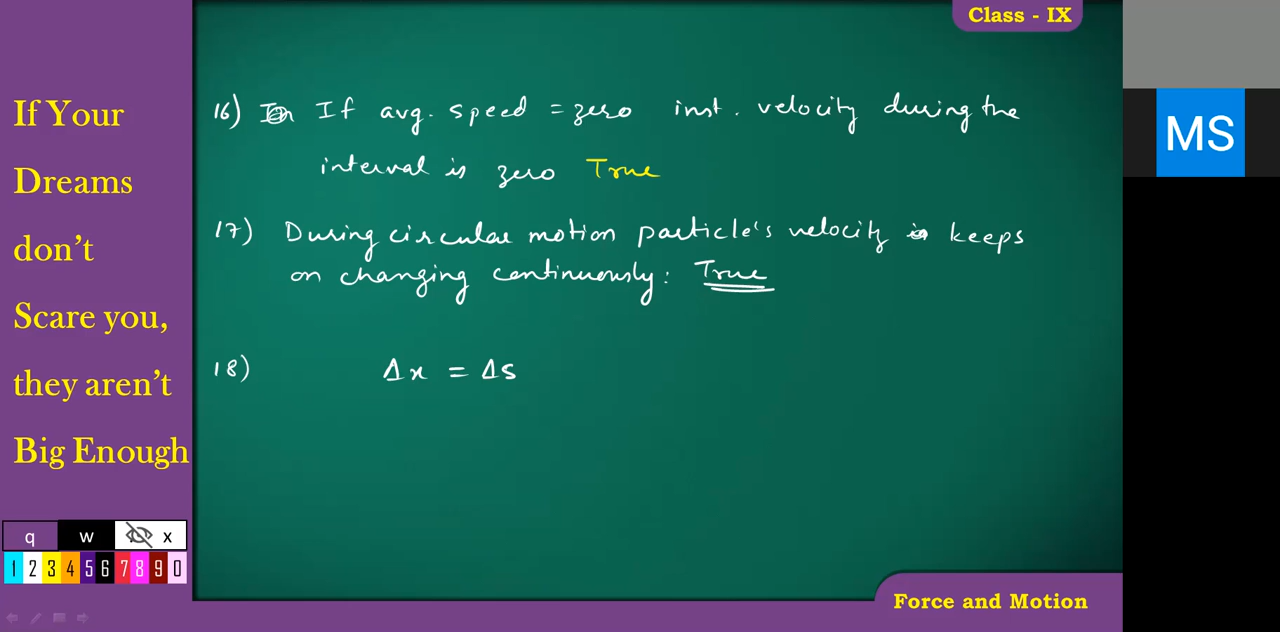 Class - IX
If Your
Dreams
don't
Scare you,
they aren't
Big Enough
16) If avg. speed = zero inst. velocity during the
interval is zero True
17) During circular motion particle's velocity keeps
on changing continuously: True
18) Δx = Δs
MS
q w x
1 2 3 4 5 6 7 8 9 0
Force and Motion